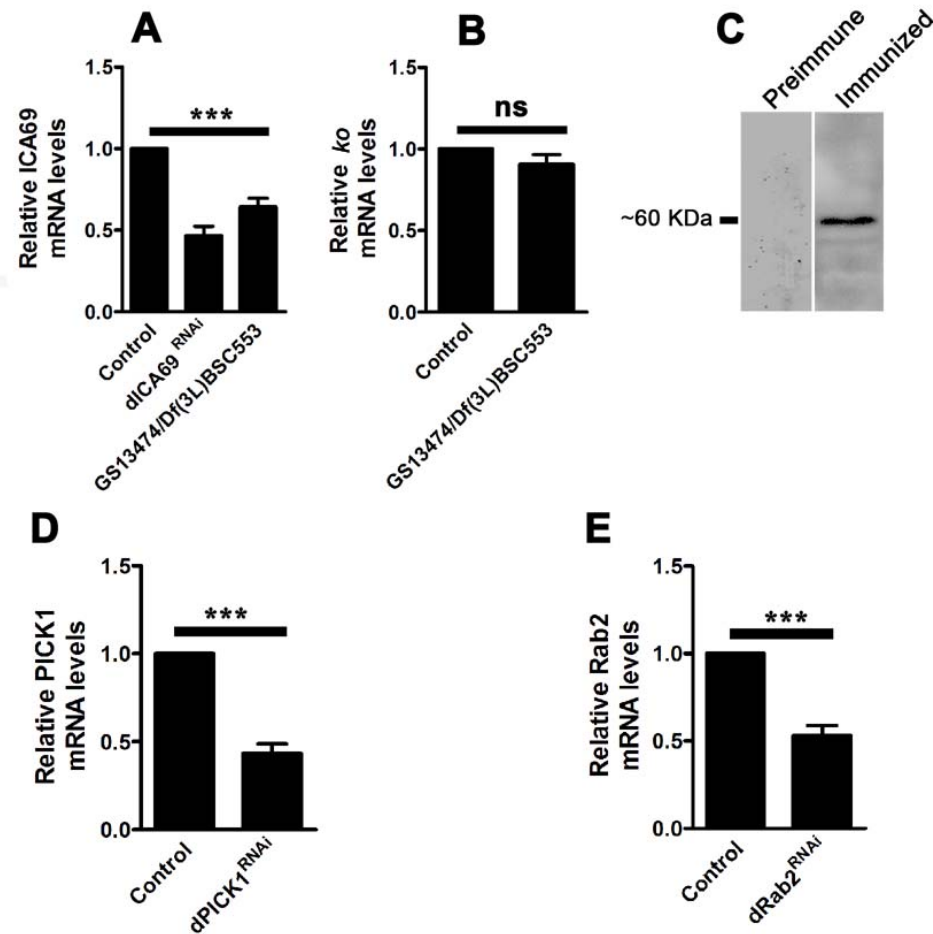 A
Relative ICA69
mRNA levels
1.5
1.0
0.5
0.0
***
Control
dICA69 RNAi
GS13474/Df(3L)BSC553
B
Relative ko
mRNA levels
1.5
1.0
0.5
0.0
ns
Control
GS13474/Df(3L)BSC553
C
Preimmune
Immunized
~60 KDa
D
Relative PICK1
mRNA levels
1.5
1.0
0.5
0.0
***
Control
dPICK1RNAi
E
Relative Rab2
mRNA levels
1.5
1.0
0.5
0.0
***
Control
dRab2RNAi